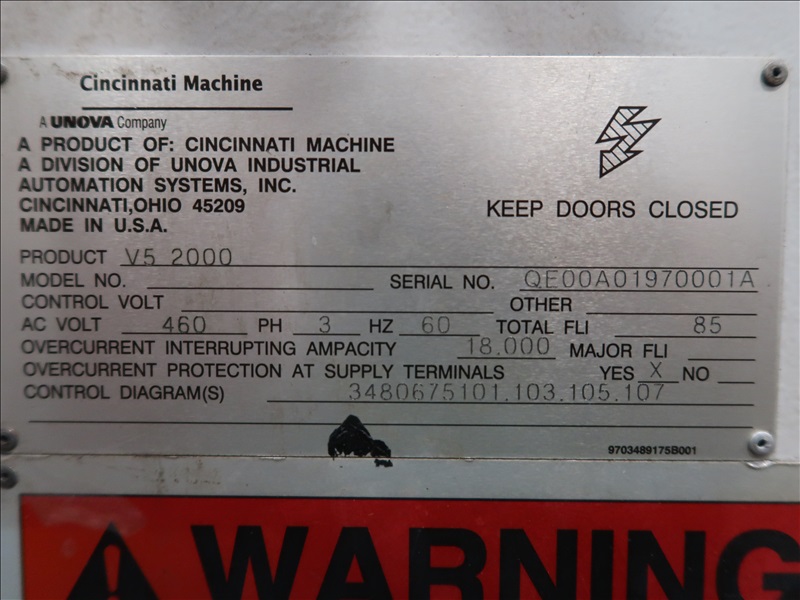 Cincinnati Machine
A UNOVA Company
A PRODUCT OF: CINCINNATI MACHINE
A DIVISION OF UNOVA INDUSTRIAL
AUTOMATION SYSTEMS, INC.
CINCINNATI,OHIO 45209
MADE IN U.S.A.
KEEP DOORS CLOSED
PRODUCT V5 2000
MODEL NO. SERIAL NO. QE00A01970001A
CONTROL VOLT OTHER
AC VOLT 460 PH 3 HZ 60 TOTAL FLI 85
OVERCURRENT INTERRUPTING AMPACITY 18.000 MAJOR FLI
OVERCURRENT PROTECTION AT SUPPLY TERMINALS YES X NO
CONTROL DIAGRAM(S) 3480675101.103.105.107
9703489175B001
WARNING